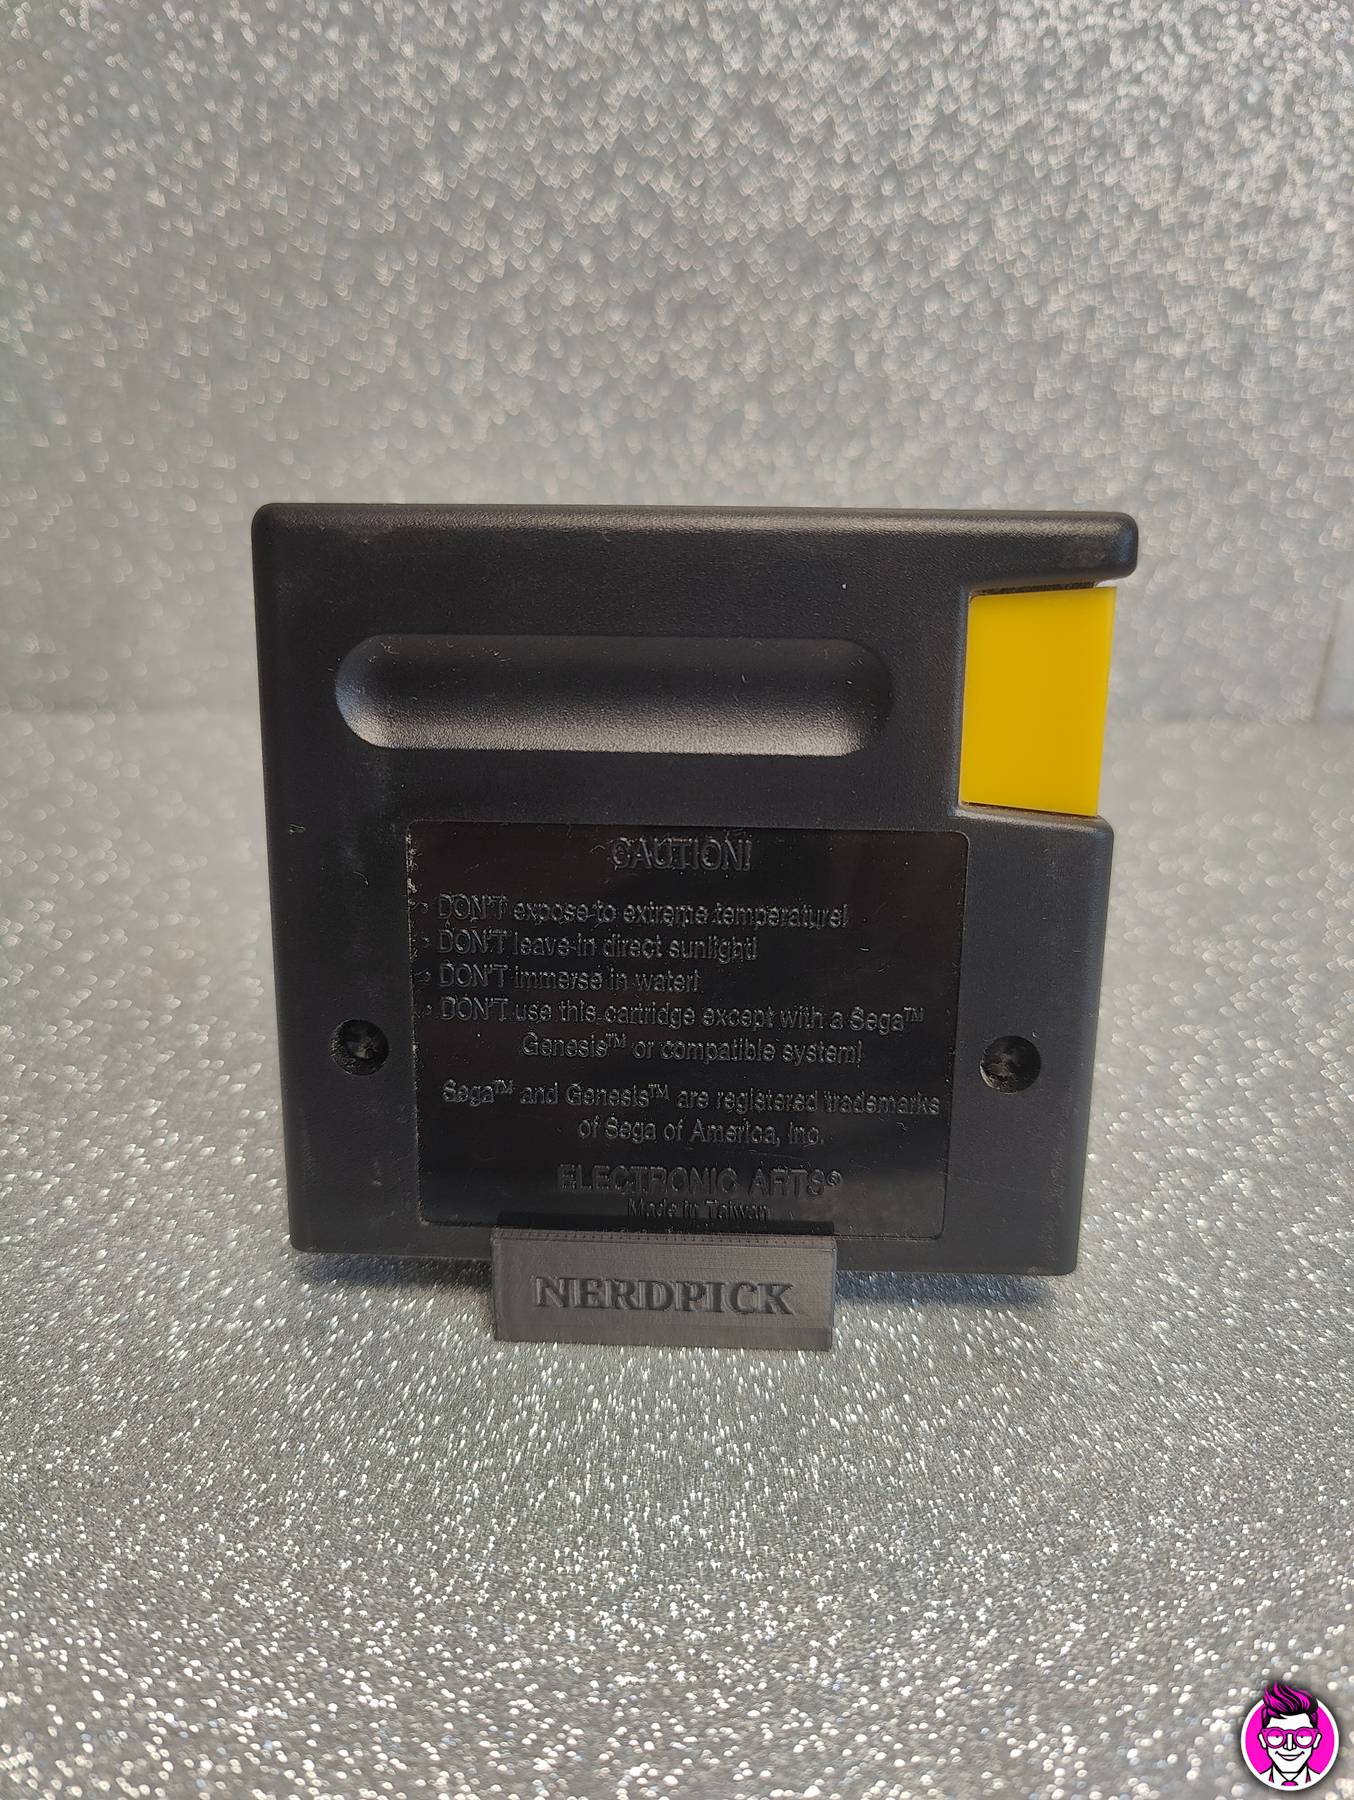 CAUTION!
• DON'T expose to extreme temperature!
• DON'T leave in direct sunlight!
• DON'T immerse in water!
• DON'T use this cartridge except with a Sega™
Genesis™ or compatible system!
Sega™ and Genesis™ are registered trademarks
of Sega of America, Inc.
ELECTRONIC ARTS®
Made in Taiwan
NERDPICK